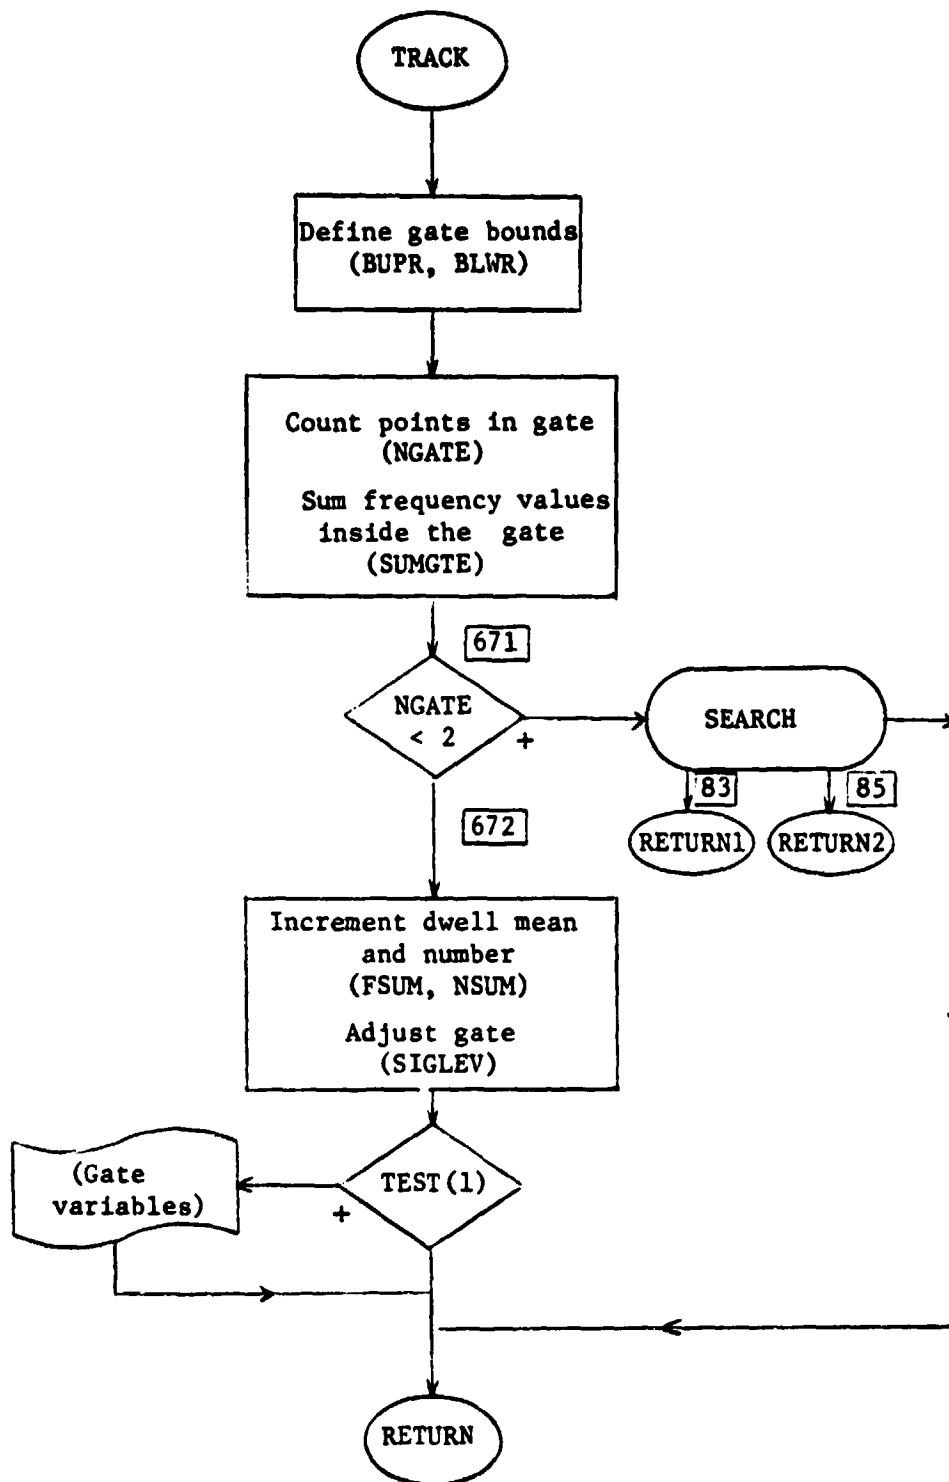 TRACK
Define gate bounds
(BUPR, BLWR)
Count points in gate
(NGATE)
Sum frequency values
inside the gate
(SUMGTE)
671
NGATE
< 2
+
SEARCH
83
85
RETURN1
RETURN2
672
Increment dwell mean
and number
(FSUM, NSUM)
Adjust gate
(SIGLEV)
(Gate
variables)
+
TEST(1)
RETURN